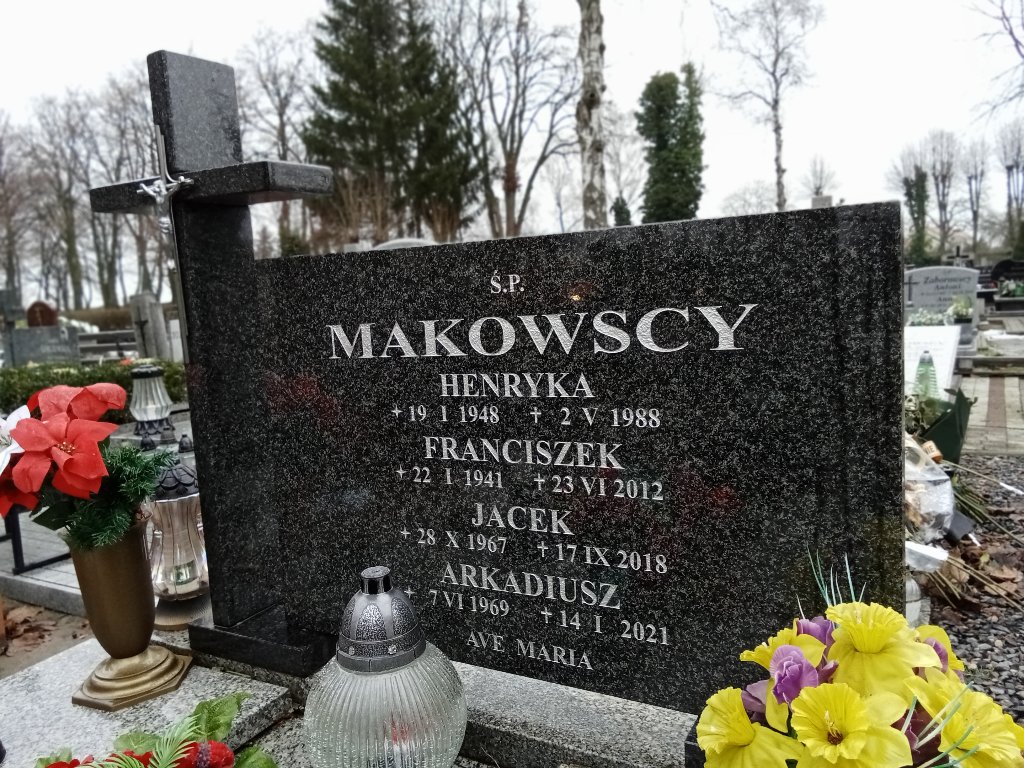 Ś.P.
MAKOWSCY
HENRYKA
+ 19 I 1948 ✝ 2 V 1988
FRANCISZEK
+ 22 I 1941 ✝ 23 VI 2012
JACEK
+ 28 X 1967 ✝ 17 IX 2018
ARKADIUSZ
+ 7 VI 1969 ✝ 14 I 2021
AVE MARIA